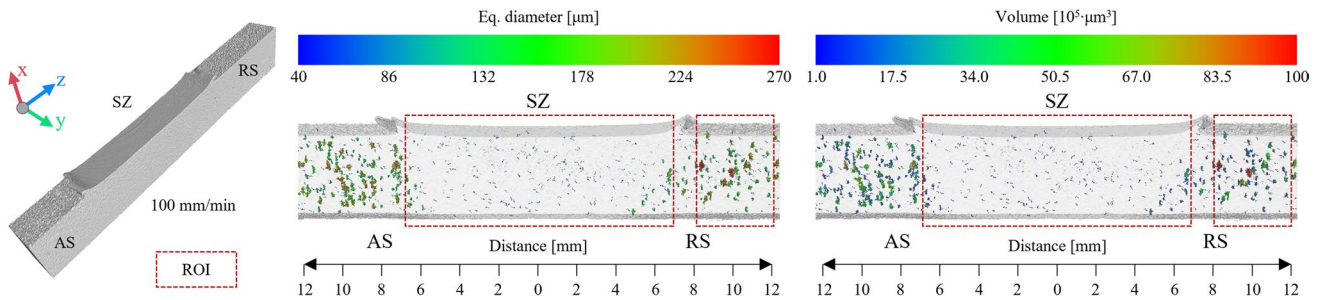 x
z
y
SZ
RS
AS
100 mm/min
ROI
Eq. diameter [μm]
40 86 132 178 224 270
SZ
AS
RS
Distance [mm]
12 10 8 6 4 2 0 2 4 6 8 10 12
Volume [10⁵·μm³]
1.0 17.5 34.0 50.5 67.0 83.5 100
SZ
AS
RS
Distance [mm]
12 10 8 6 4 2 0 2 4 6 8 10 12